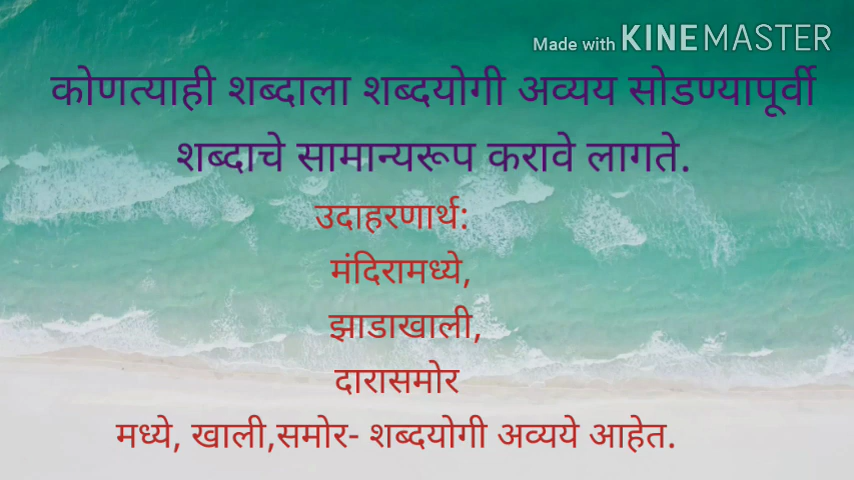 Made with KINEMASTER
कोणत्याही शब्दाला शब्दयोगी अव्यय सोडण्यापूर्वी
शब्दाचे सामान्यरूप करावे लागते.
उदाहरणार्थ:
मंदिरामध्ये,
झाडाखाली,
दारासमोर
मध्ये, खाली,समोर- शब्दयोगी अव्यये आहेत.